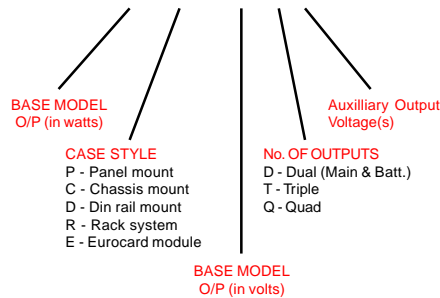 BASE MODEL
O/P (in watts)
Auxilliary Output
Voltage(s)
CASE STYLE
P - Panel mount
C - Chassis mount
D - Din rail mount
R - Rack system
E - Eurocard module
No. OF OUTPUTS
D - Dual (Main & Batt.)
T - Triple
Q - Quad
BASE MODEL
O/P (in volts)